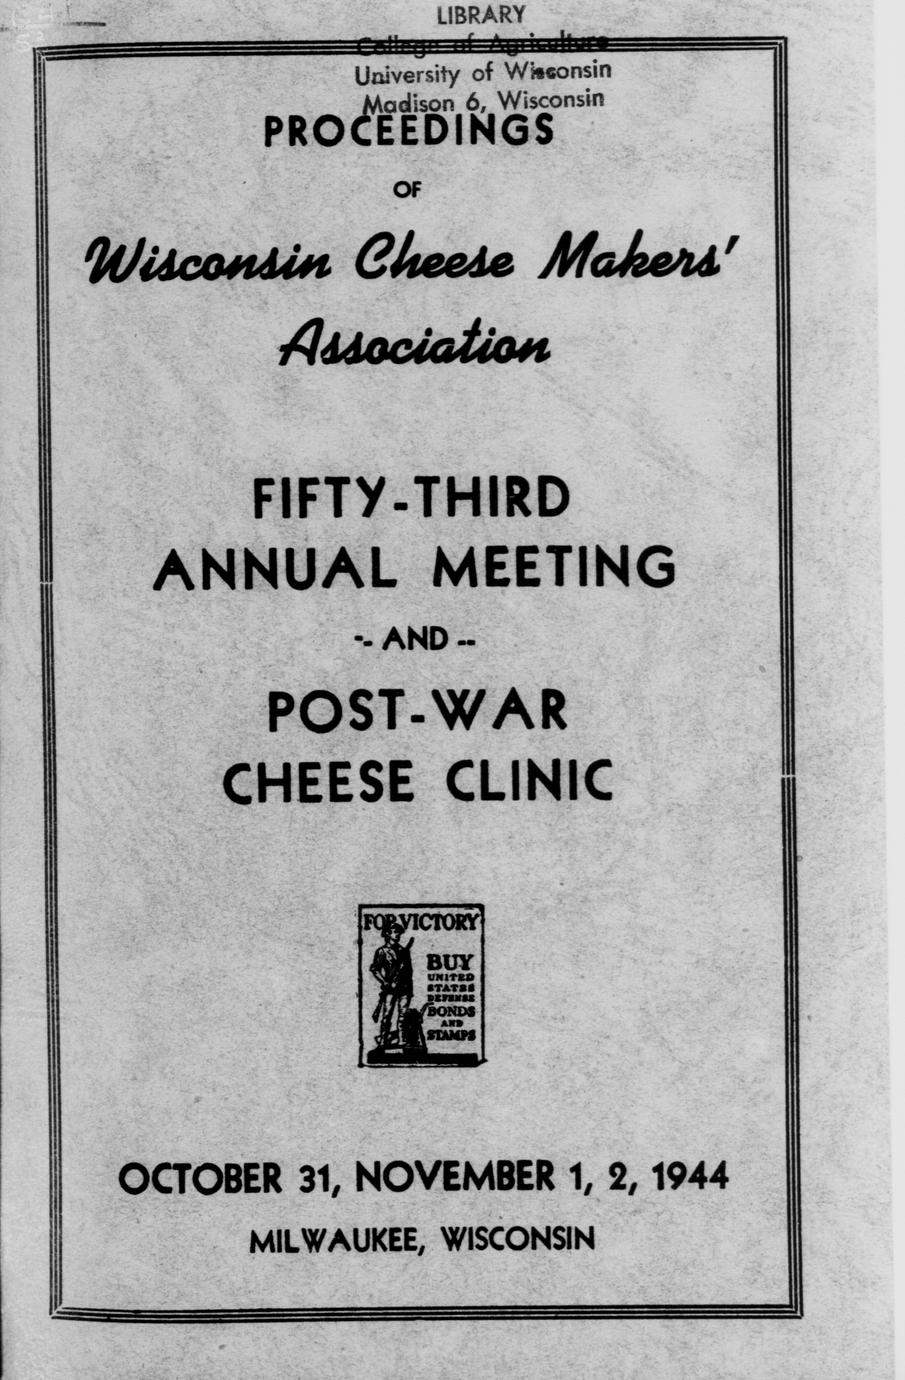 LIBRARY
College of Agriculture
University of Wisconsin
Madison 6, Wisconsin
PROCEEDINGS
OF
Wisconsin Cheese Makers'
Association
FIFTY-THIRD
ANNUAL MEETING
-- AND --
POST-WAR
CHEESE CLINIC
FOR VICTORY
BUY
UNITED
STATES
DEFENSE
BONDS
AND
STAMPS
OCTOBER 31, NOVEMBER 1, 2, 1944
MILWAUKEE, WISCONSIN